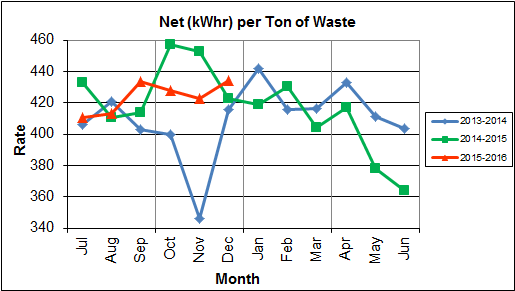 Net (kWhr) per Ton of Waste
460
440
420
400
380
360
340
Rate
Jul
Aug
Sep
Oct
Nov
Dec
Jan
Feb
Mar
Apr
May
Jun
Month
2013-2014
2014-2015
2015-2016